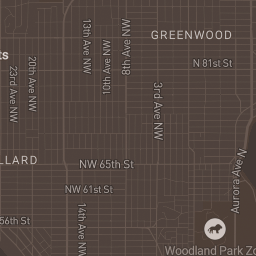 GREENWOOD
13th Ave NW
10th Ave NW
8th Ave NW
20th Ave NW
23rd Ave NW
ts
N 81st St
3rd Ave NW
LLARD
NW 65th St
Aurora Ave N
NW 61st St
14th Ave NW
56th St
Woodland Park Zo